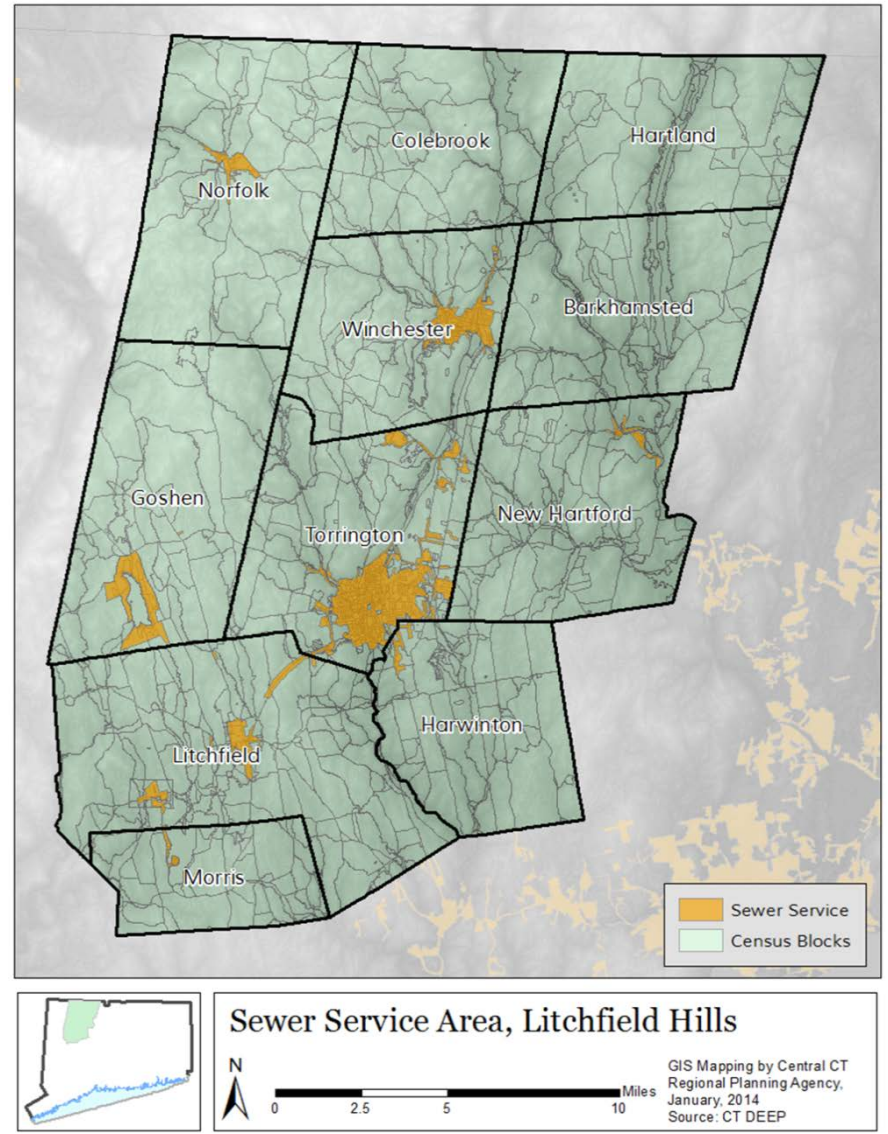 Colebrook
Hartland
Norfolk
Winchester
Barkhamsted
Goshen
Torrington
New Hartford
Harwinton
Litchfield
Morris
Sewer Service
Census Blocks
Sewer Service Area, Litchfield Hills
N
Miles
0 2.5 5 10
GIS Mapping by Central CT
Regional Planning Agency,
January, 2014
Source: CT DEEP